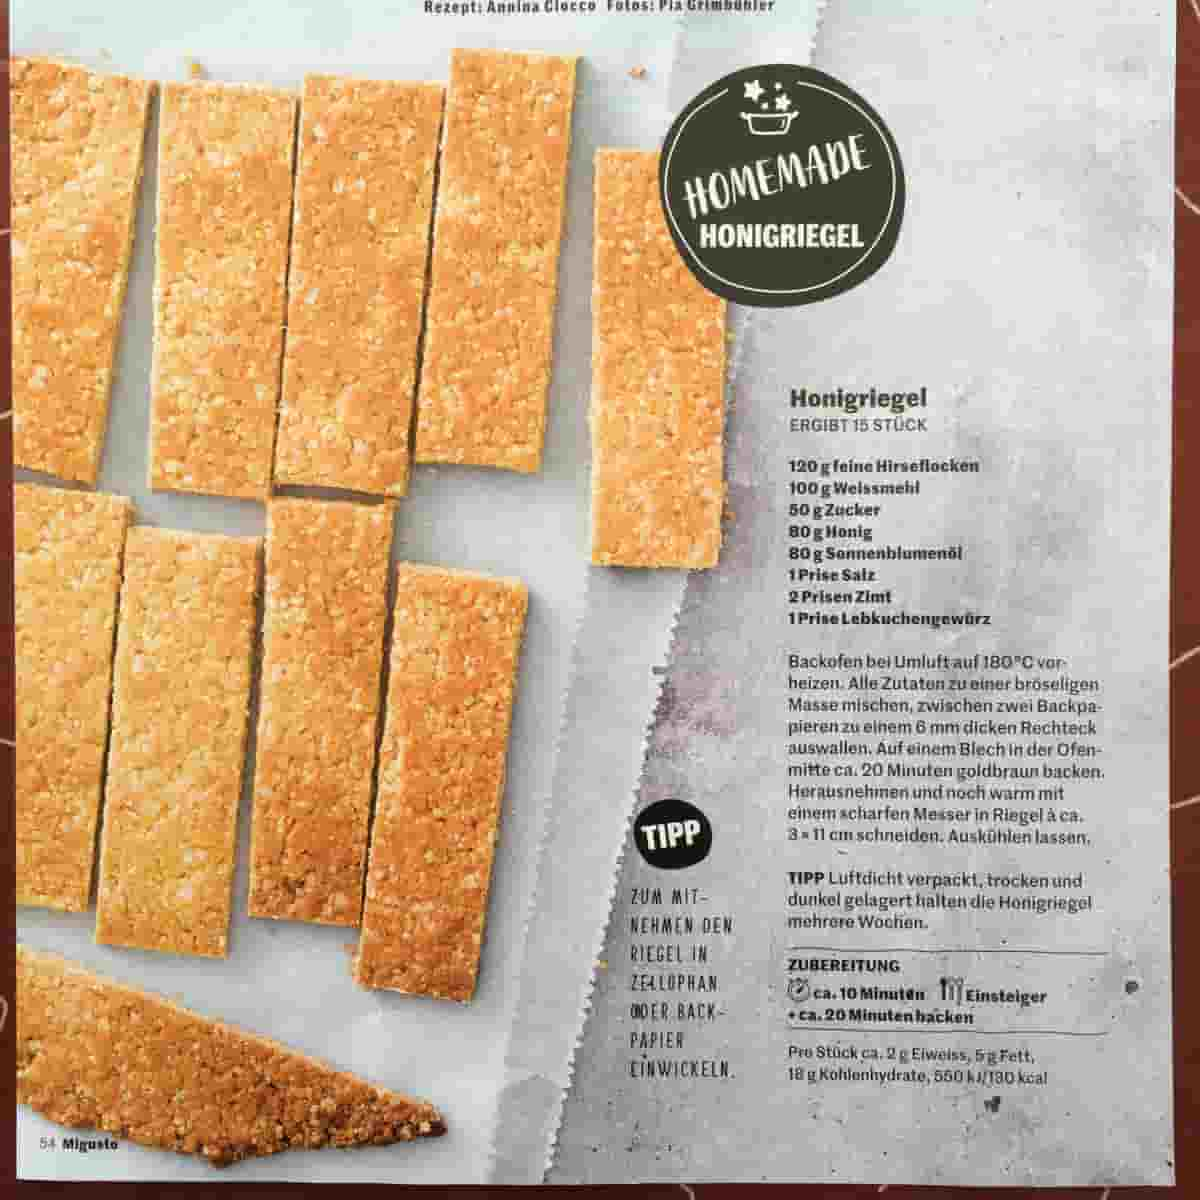 Rezept: Annina Ciocco Fotos: Pia Grimbühler
HOMEMADE
HONIGRIEGEL
Honigriegel
ERGIBT 15 STÜCK
120 g feine Hirseflocken
100 g Weissmehl
50 g Zucker
80 g Honig
80 g Sonnenblumenöl
1 Prise Salz
2 Prisen Zimt
1 Prise Lebkuchengewürz
Backofen bei Umluft auf 180°C vor-
heizen. Alle Zutaten zu einer bröseligen
Masse mischen, zwischen zwei Backpa-
pieren zu einem 6 mm dicken Rechteck
auswallen. Auf einem Blech in der Ofen-
mitte ca. 20 Minuten goldbraun backen.
Herausnehmen und noch warm mit
einem scharfen Messer in Riegel à ca.
3 × 11 cm schneiden. Auskühlen lassen.
TIPP Luftdicht verpackt, trocken und
dunkel gelagert halten die Honigriegel
mehrere Wochen.
ZUBEREITUNG
ca. 10 Minuten Einsteiger
+ ca. 20 Minuten backen
Pro Stück ca. 2 g Eiweiss, 5 g Fett,
18 g Kohlenhydrate, 550 kJ/130 kcal
TIPP
ZUM MIT-
NEHMEN DEN
RIEGEL IN
ZELLOPHAN
ODER BACK-
PAPIER
EINWICKELN.
54 Migusto